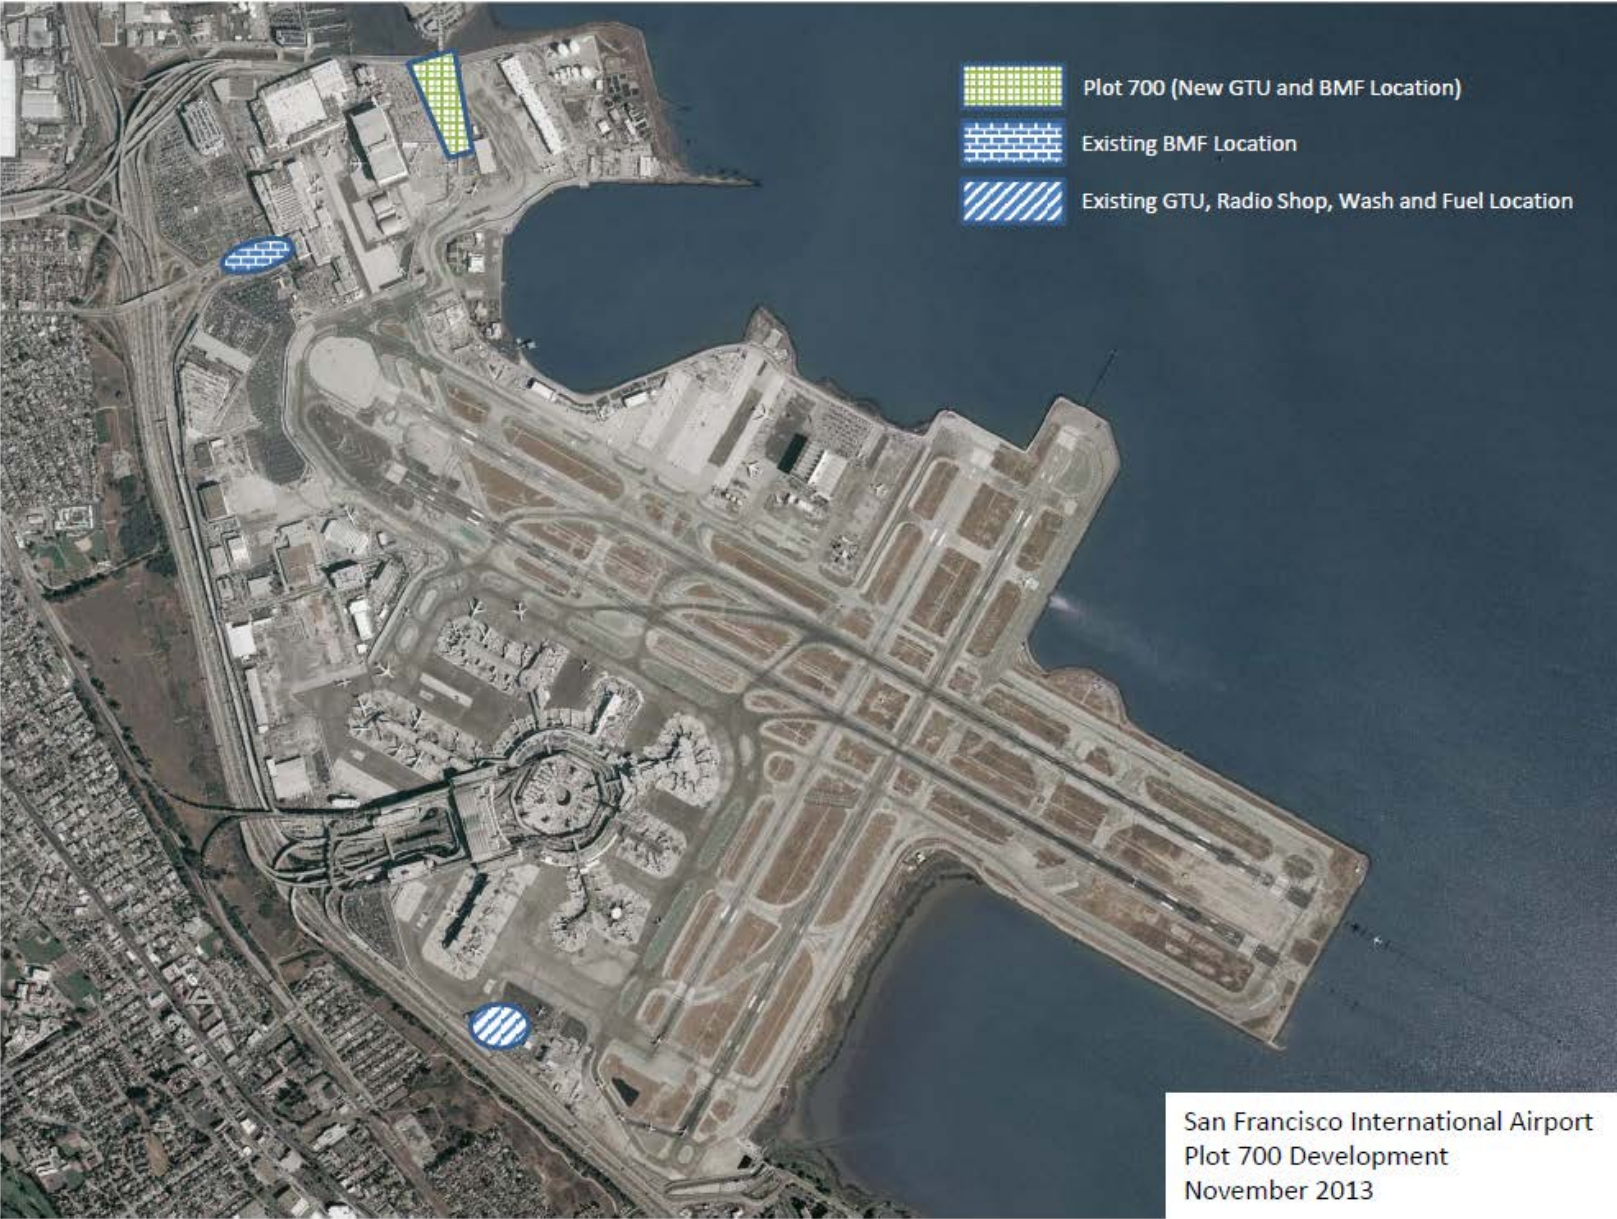 Plot 700 (New GTU and BMF Location)
Existing BMF Location
Existing GTU, Radio Shop, Wash and Fuel Location
San Francisco International Airport
Plot 700 Development
November 2013